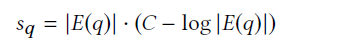 s_q = |E(q)| · (C − log |E(q)|)